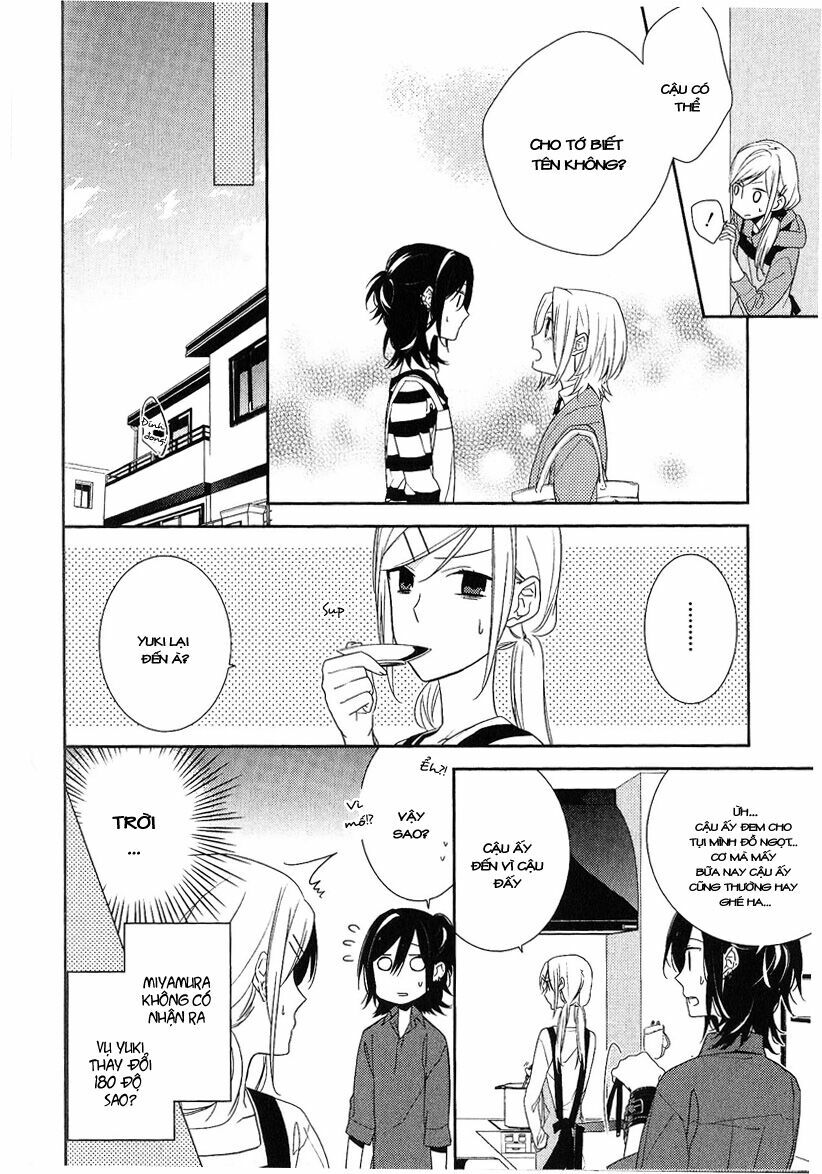 CẬU CÓ
THỂ
CHO TỚ BIẾT
TÊN KHÔNG?
!
Đinh
dong
.........
Sụp
YUKI LẠI
ĐẾN À?
ỪH...
CẬU ẤY ĐEM CHO
TỤI MÌNH ĐỒ NGỌT...
CƠ MÀ MẤY
BỮA NAY CẬU ẤY
CŨNG THƯỜNG HAY
GHÉ HA...
CẬU ẤY
ĐẾN VÌ CẬU
ĐẤY
Ểh?!
VẬY
SAO?
Vì
mớ!?
TRỜI
...
MIYAMURA
KHÔNG CÓ
NHẬN RA
VỤ YUKI
THAY ĐỔI
180 ĐỘ
SAO?